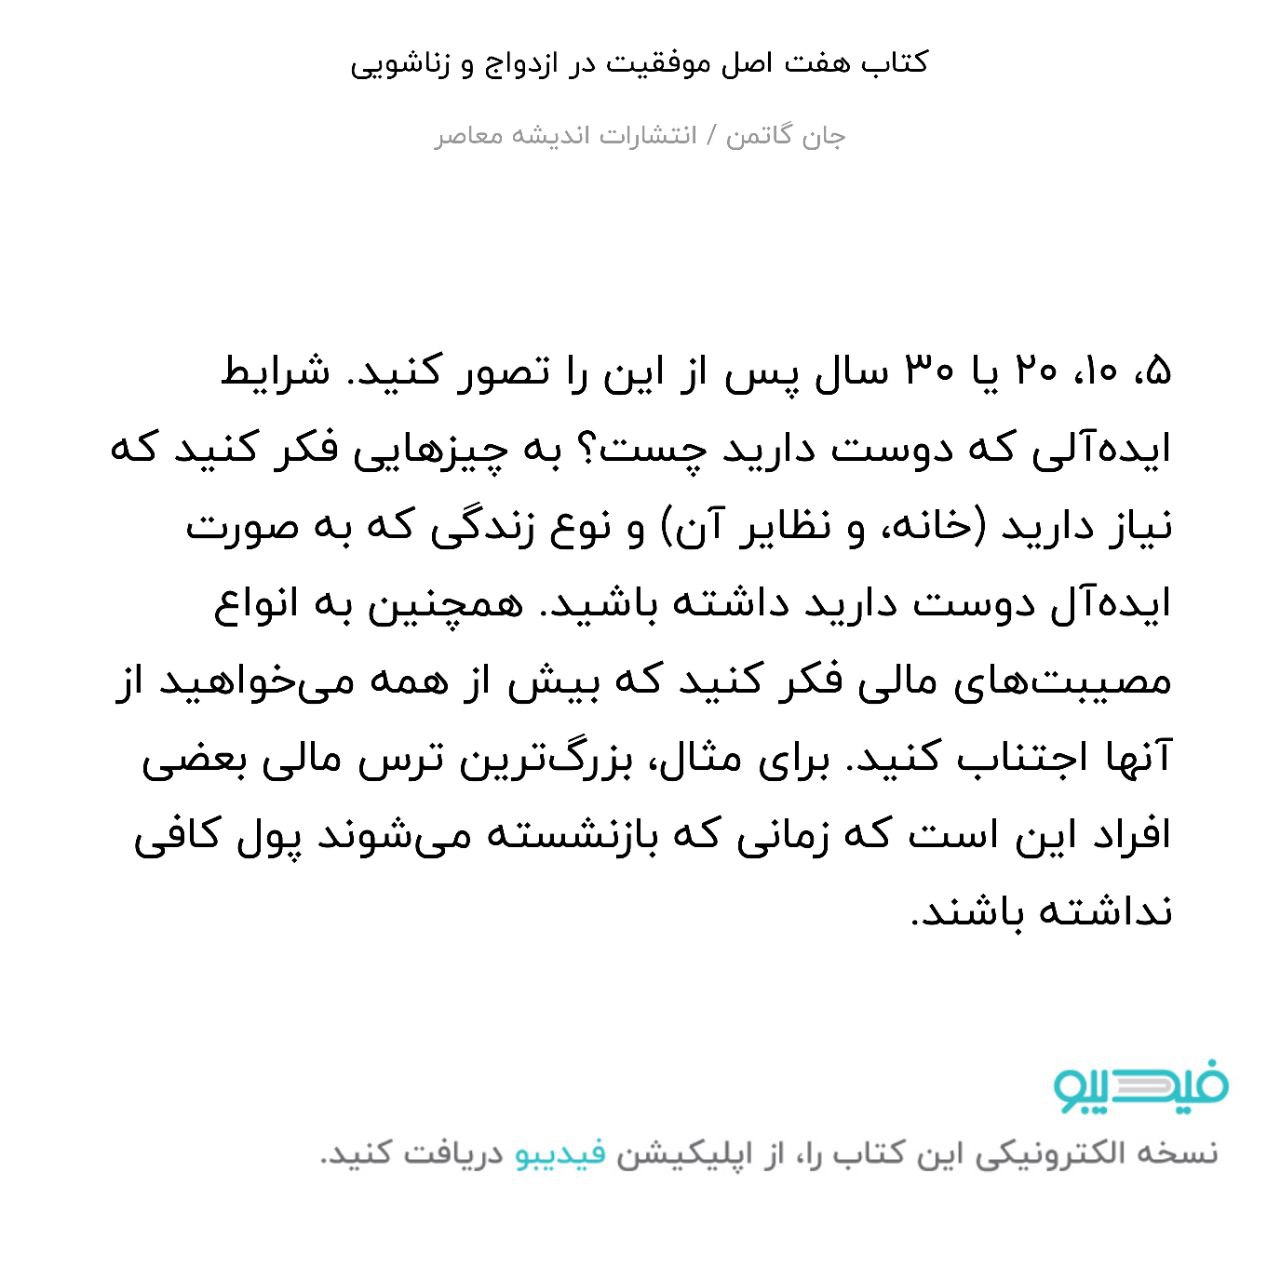 کتاب هفت اصل موفقیت در ازدواج و زناشویی
جان گاتمن / انتشارات اندیشه معاصر
۵، ۱۰، ۲۰ یا ۳۰ سال پس از این را تصور کنید. شرایط
ایده‌آلی که دوست دارید چست؟ به چیزهایی فکر کنید که
نیاز دارید (خانه، و نظایر آن) و نوع زندگی که به صورت
ایده‌آل دوست دارید داشته باشید. همچنین به انواع
مصیبت‌های مالی فکر کنید که بیش از همه می‌خواهید از
آنها اجتناب کنید. برای مثال، بزرگ‌ترین ترس مالی بعضی
افراد این است که زمانی که بازنشسته می‌شوند پول کافی
نداشته باشند.
فیدیبو
نسخه الکترونیکی این کتاب را، از اپلیکیشن فیدیبو دریافت کنید.